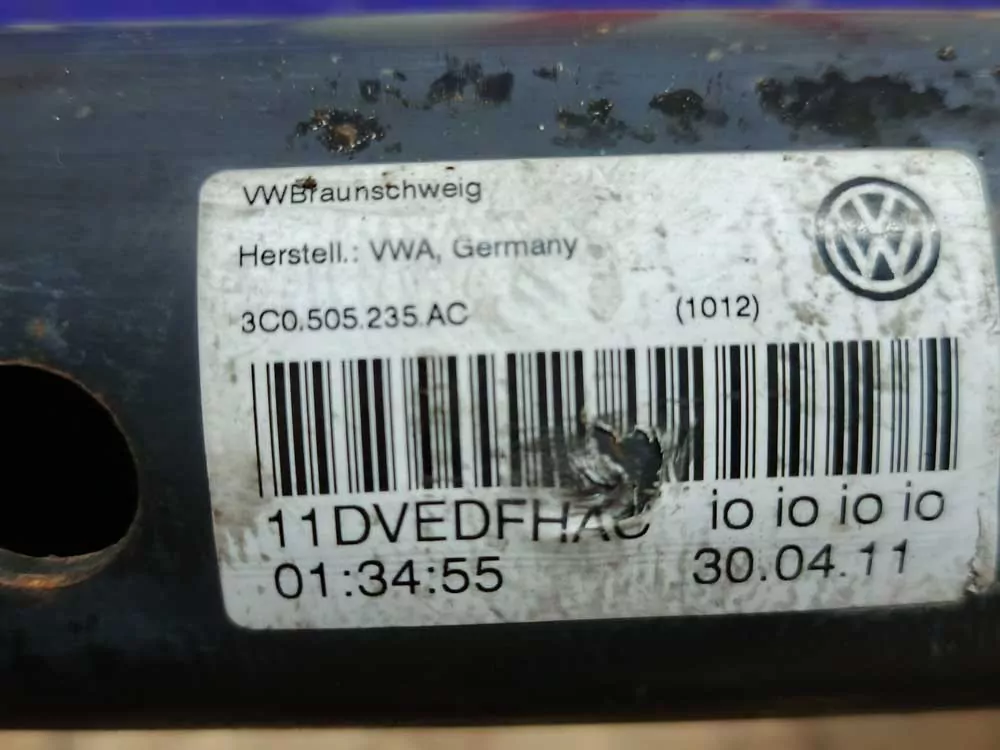 VWBraunschweig
Herstell.: VWA, Germany
3C0.505.235.AC (1012)
11DVEDFHAC io io io io
01:34:55 30.04.11